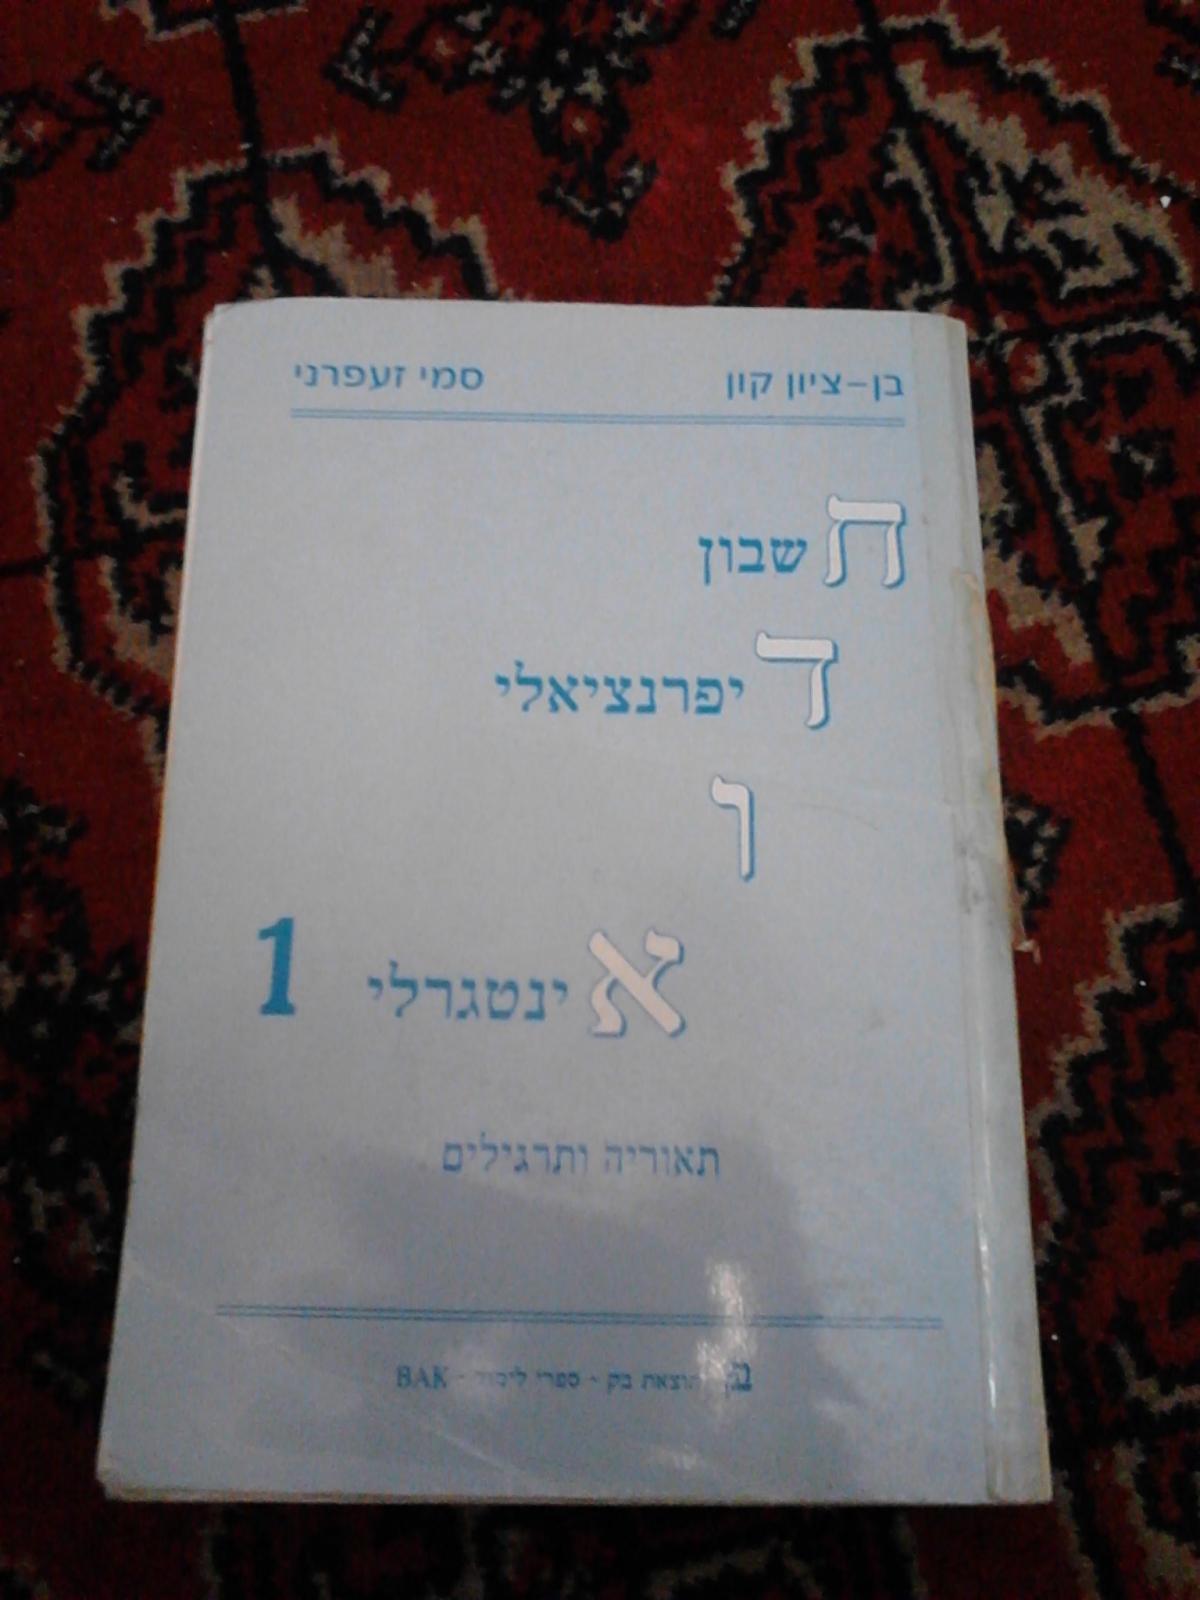 בן-ציון קון סמי זעפרני
חשבון
דיפרנציאלי
ו
אינטגרלי 1
תאוריה ותרגילים
הוצאת בק - ספרי לימוד - BAK